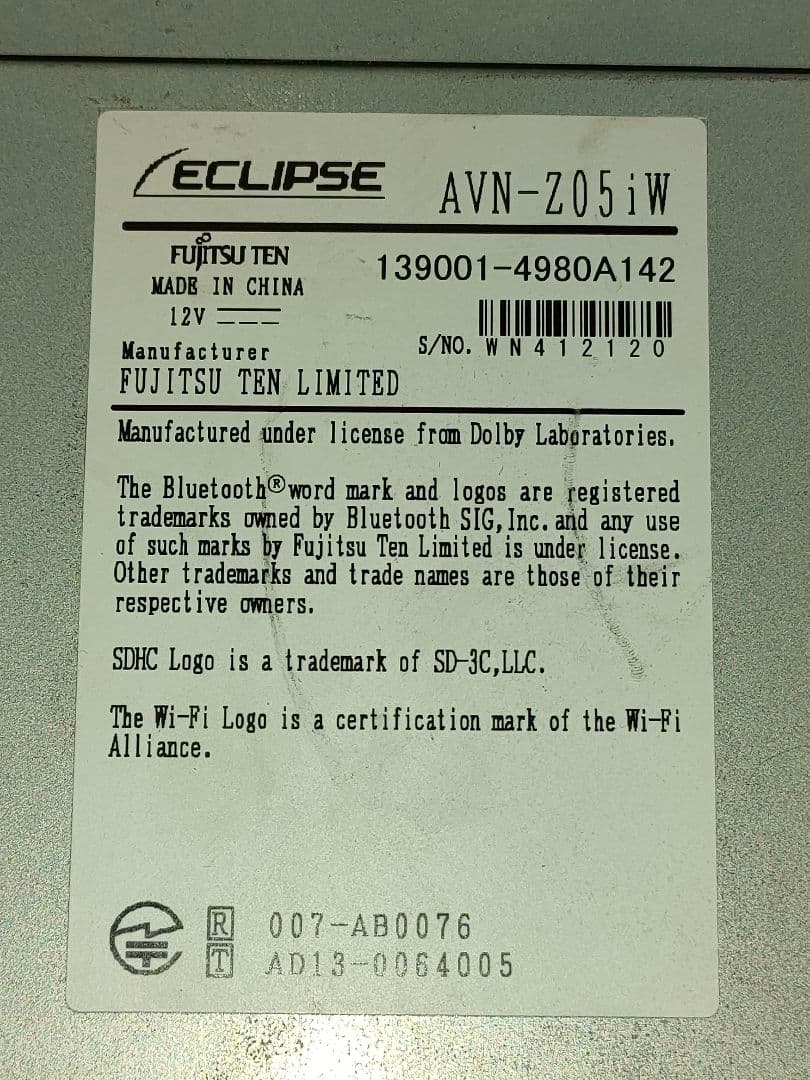 ECLIPSE AVN-Z05iW
FUJITSU TEN
MADE IN CHINA
139001-4980A142
12V
S/NO. WN412120
Manufacturer
FUJITSU TEN LIMITED
Manufactured under license from Dolby Laboratories.
The Bluetooth®word mark and logos are registered
trademarks owned by Bluetooth SIG, Inc. and any use
of such marks by Fujitsu Ten Limited is under license.
Other trademarks and trade names are those of their
respective owners.
SDHC Logo is a trademark of SD-3C,LLC.
The Wi-Fi Logo is a certification mark of the Wi-Fi
Alliance.
R 007-AB0076
T AD13-0064005